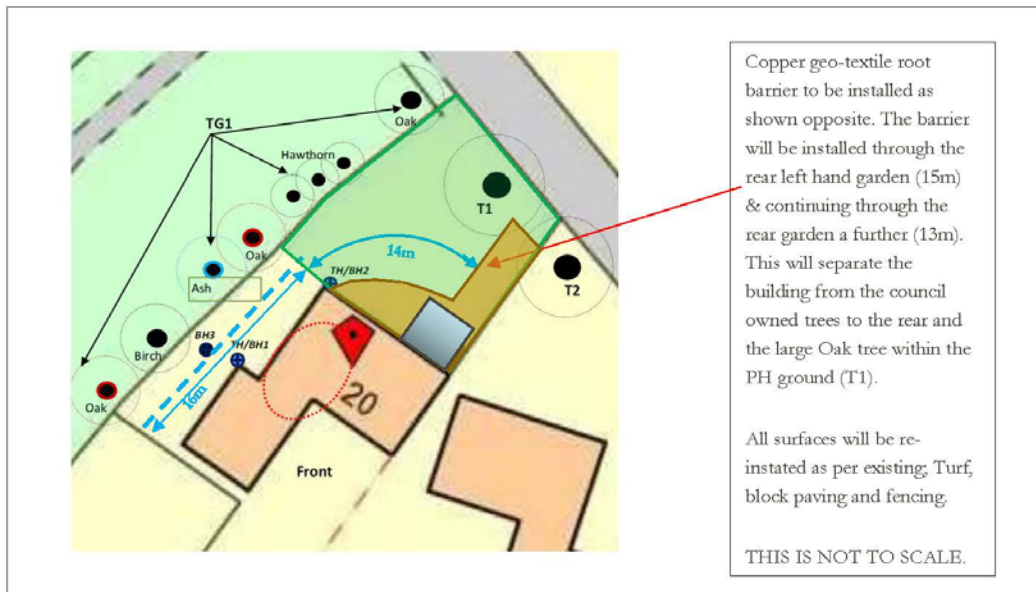 TG1
Oak
Hawthorn
T1
Oak
14m
TH/BH2
T2
Ash
BH3
TH/BH1
Birch
16m
Oak
20
Front
Copper geo-textile root
barrier to be installed as
shown opposite. The barrier
will be installed through the
rear left hand garden (15m)
& continuing through the
rear garden a further (13m).
This will separate the
building from the council
owned trees to the rear and
the large Oak tree within the
PH ground (T1).
All surfaces will be re-
instated as per existing; Turf,
block paving and fencing.
THIS IS NOT TO SCALE.